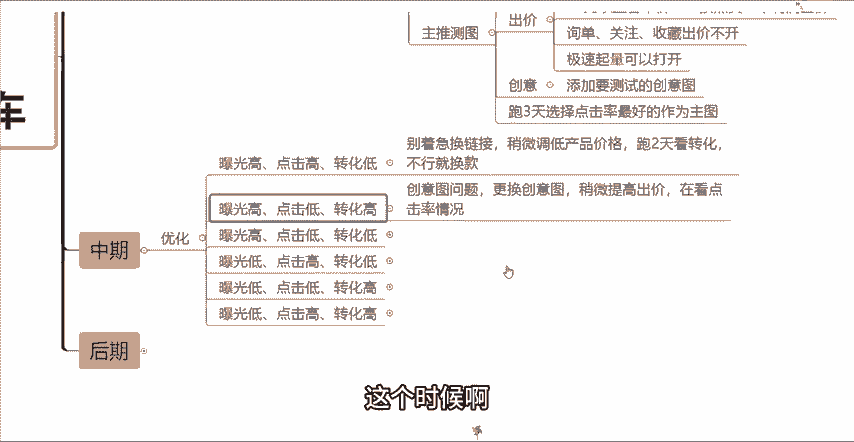 出价
主推测图
询单、关注、收藏出价不开
极速起量可以打开
创意
添加要测试的创意图
跑3天选择点击率最好的作为主图
车
别着急换链接，稍微调低产品价格，跑2天看转化，
不行就换款
曝光高、点击高、转化低
创意图问题，更换创意图，稍微提高出价，在看点
击率情况
曝光高、点击低、转化高
中期
优化
曝光高、点击低、转化低
曝光低、点击高、转化低
曝光低、点击低、转化高
曝光低、点击高、转化高
后期
这个时候啊